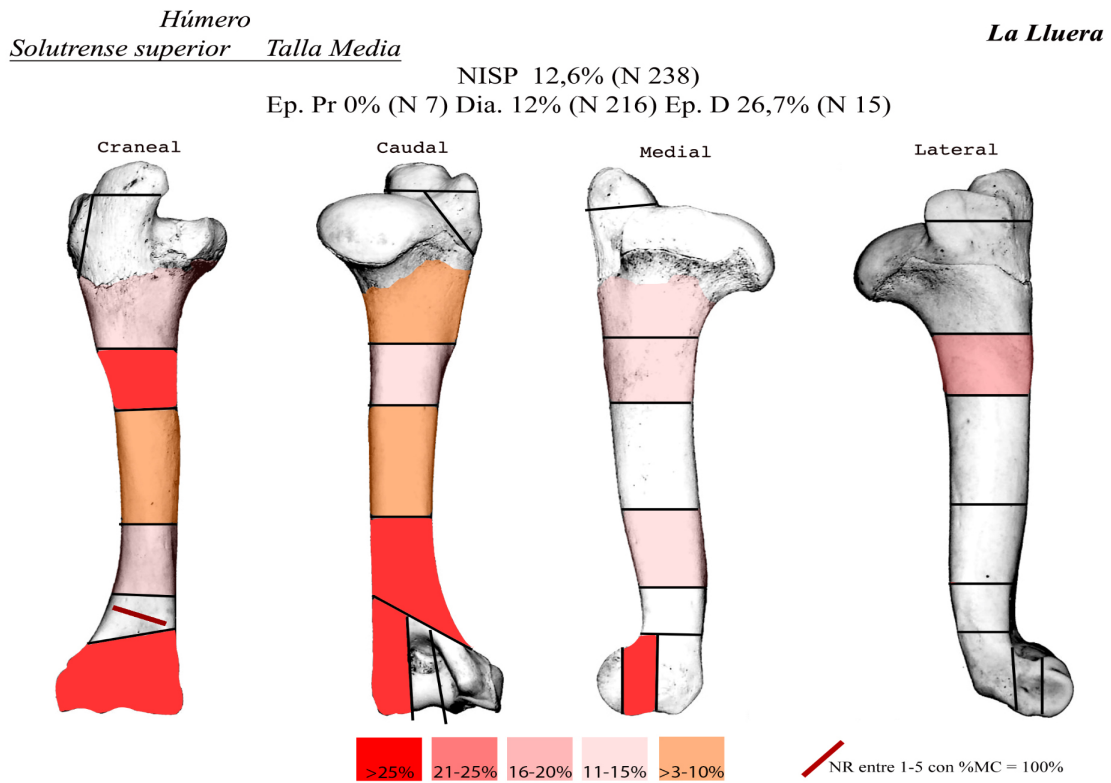 Húmero
Solutrense superior Talla Media
La Lluera
NISP 12,6% (N 238)
Ep. Pr 0% (N 7) Dia. 12% (N 216) Ep. D 26,7% (N 15)
Craneal Caudal Medial Lateral
>25% 21-25% 16-20% 11-15% >3-10%
NR entre 1-5 con %MC = 100%